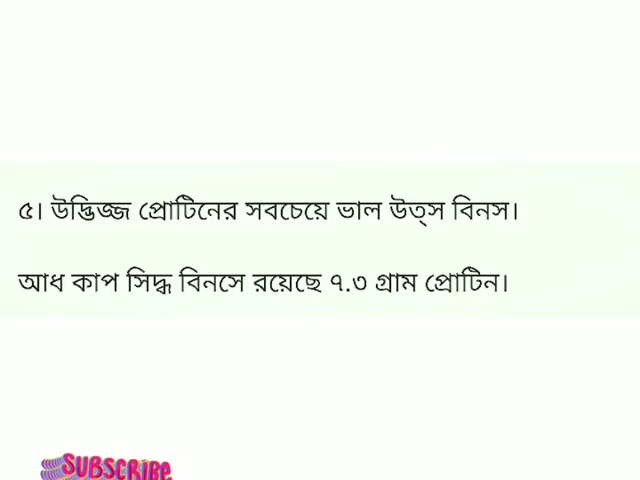 ৫। উদ্ভিজ্জ প্রোটিনের সবচেয়ে ভাল উত্স বিনস।
আধ কাপ সিদ্ধ বিনসে রয়েছে ৭.৩ গ্রাম প্রোটিন।
SUBSCRIBE